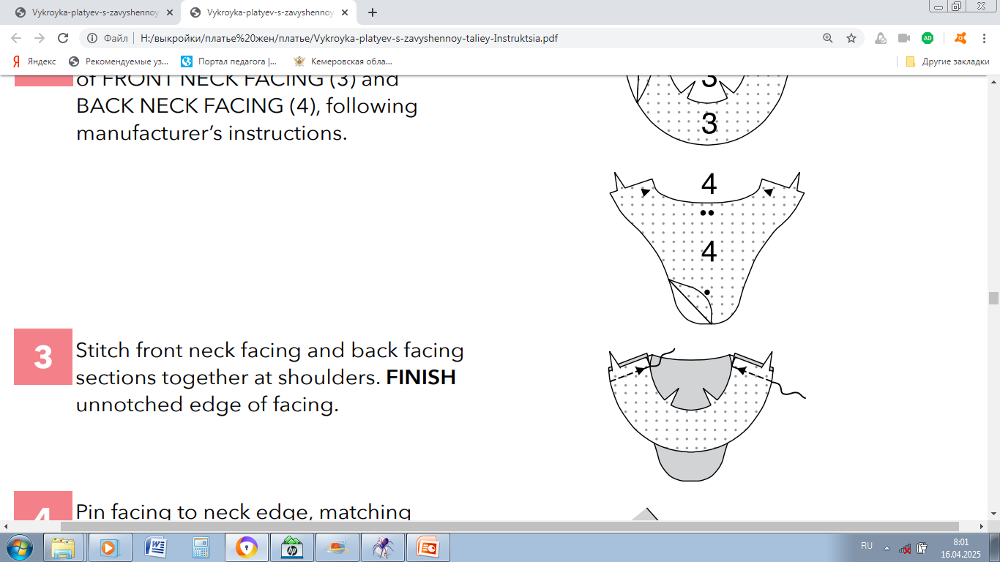 Vykroyka-platyev-s-zavyshennoy
Vykroyka-platyev-s-zavyshennoy
Файл
H:/выкройки/платье%20жен/платье/Vykroyka-platyev-s-zavyshennoy-taliey-Instruktsia.pdf
AD
Яндекс
Рекомендуемые уз...
Портал педагога |...
Кемеровская обла...
Другие закладки
of FRONT NECK FACING (3) and
BACK NECK FACING (4), following
manufacturer's instructions.
3
3
4
4
3
Stitch front neck facing and back facing
sections together at shoulders. FINISH
unnotched edge of facing.
4
Pin facing to neck edge, matching
RU
8:01
16.04.2025